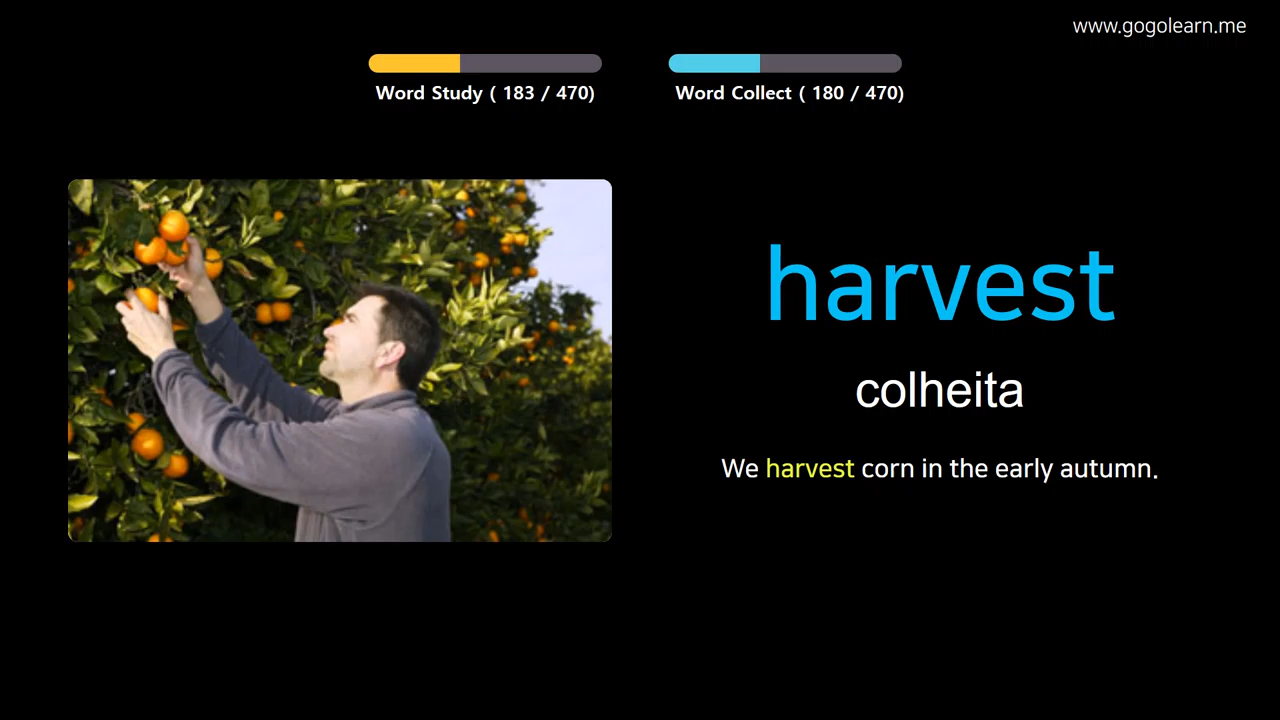 www.gogolearn.me
Word Study ( 183 / 470)
Word Collect ( 180 / 470)
harvest
colheita
We harvest corn in the early autumn.